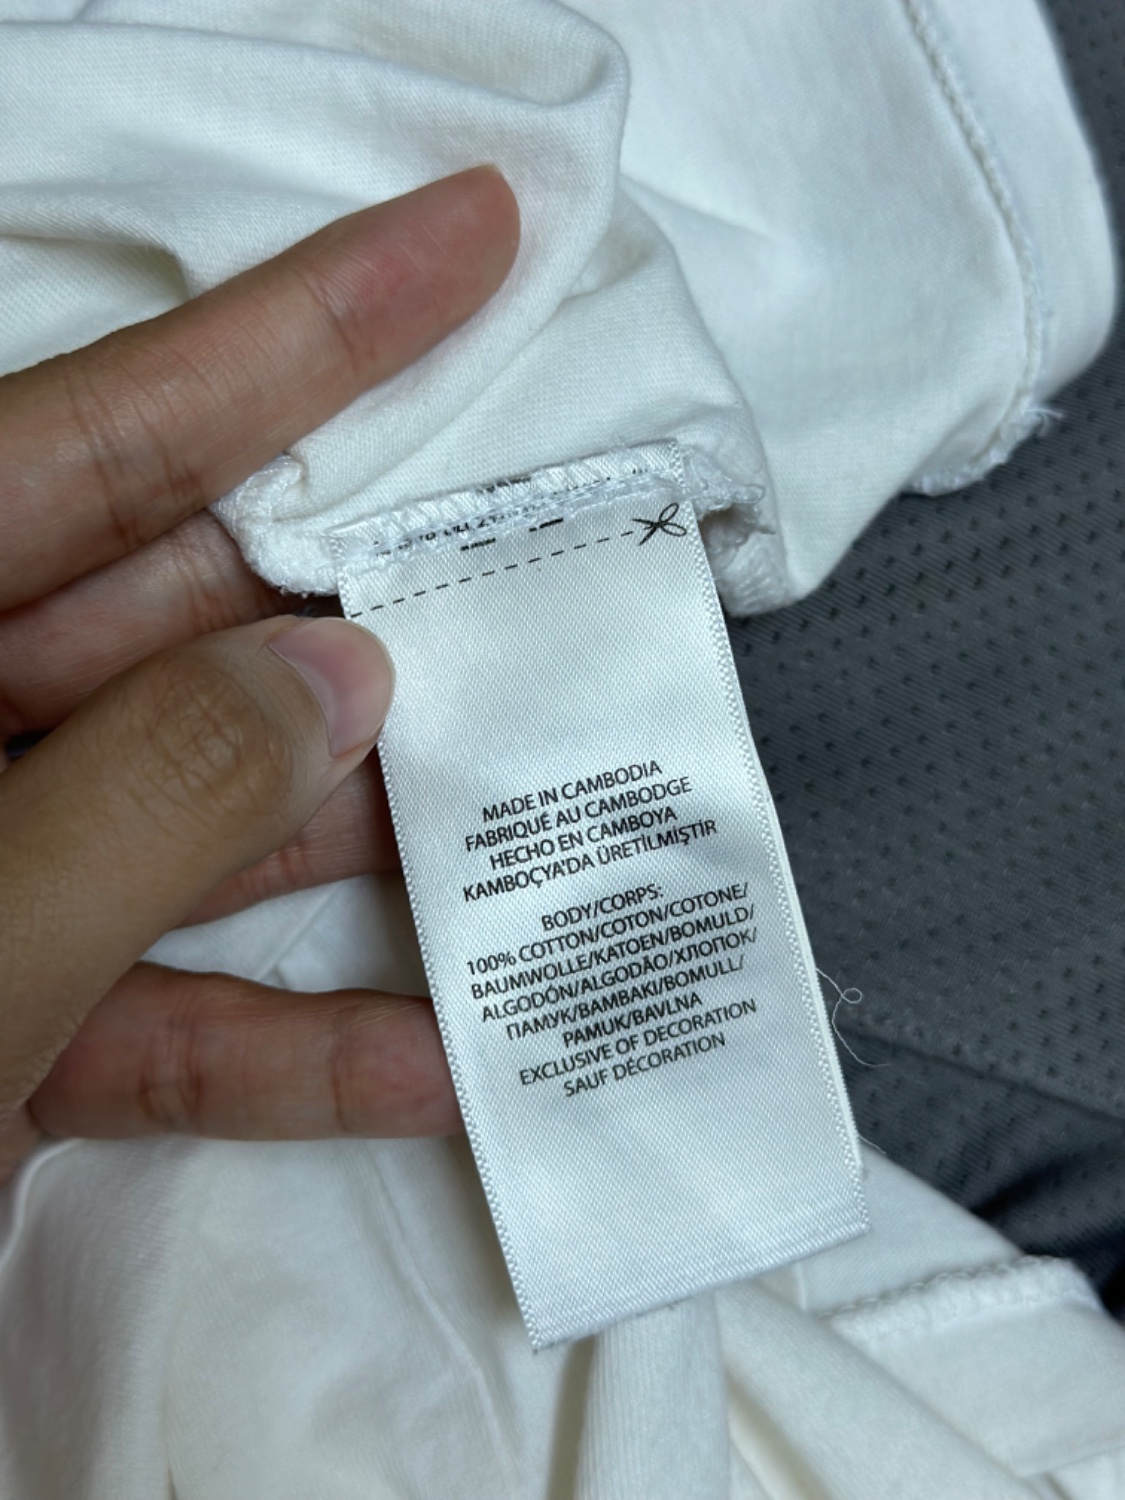 MADE IN CAMBODIA
FABRIQUÉ AU CAMBODGE
HECHO EN CAMBOYA
KAMBOÇYA'DA ÜRETİLMİŞTİR
BODY/CORPS:
100% COTTON/COTON/COTONE/
BAUMWOLLE/KATOEN/BOMULD/
ALGODÓN/ALGODÃO/ХЛОПОК/
ПАМУК/BAMBAKI/BOMULL/
PAMUK/BAVLNA
EXCLUSIVE OF DECORATION
SAUF DÉCORATION